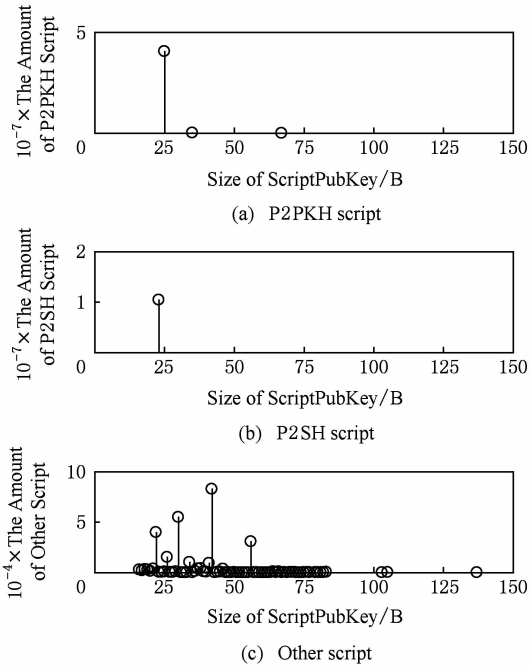 10⁻⁷×The Amount
of P2PKH Script
5
0
25
50
75
100
125
150
Size of ScriptPubKey/B
(a) P2PKH script
10⁻⁷×The Amount
of P2SH Script
2
1
0
25
50
75
100
125
150
Size of ScriptPubKey/B
(b) P2SH script
10⁻⁴×The Amount
of Other Script
10
5
0
25
50
75
100
125
150
Size of ScriptPubKey/B
(c) Other script